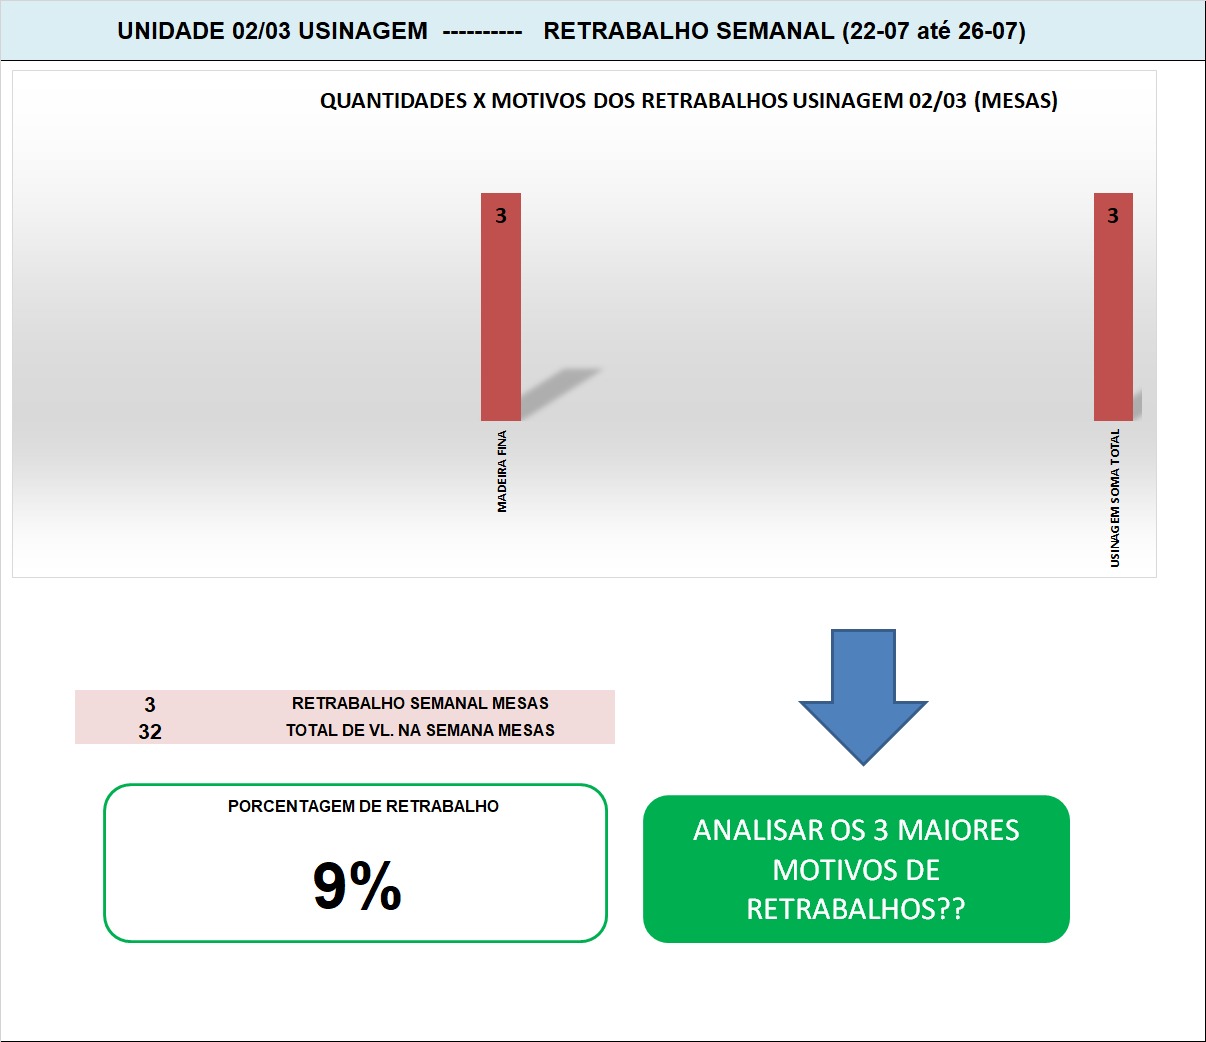 UNIDADE 02/03 USINAGEM ---------- RETRABALHO SEMANAL (22-07 até 26-07)
QUANTIDADES X MOTIVOS DOS RETRABALHOS USINAGEM 02/03 (MESAS)
3
3
MADEIRA FINA
USINAGEM SOMA TOTAL
3 RETRABALHO SEMANAL MESAS
32 TOTAL DE VL. NA SEMANA MESAS
PORCENTAGEM DE RETRABALHO
9%
ANALISAR OS 3 MAIORES
MOTIVOS DE
RETRABALHOS??